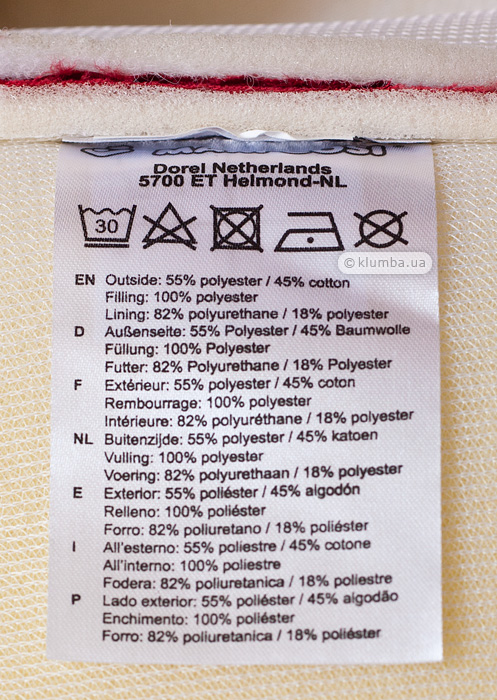 Dorel Netherlands
5700 ET Helmond-NL
30
© klumba.ua
EN Outside: 55% polyester / 45% cotton
Filling: 100% polyester
Lining: 82% polyurethane / 18% polyester
D Außenseite: 55% Polyester / 45% Baumwolle
Füllung: 100% Polyester
Futter: 82% Polyurethane / 18% Polyester
F Extérieur: 55% polyester / 45% coton
Rembourrage: 100% polyester
Intérieure: 82% polyuréthane / 18% polyester
NL Buitenzijde: 55% polyester / 45% katoen
Vulling: 100% polyester
Voering: 82% polyurethaan / 18% polyester
E Exterior: 55% poliéster / 45% algodón
Relleno: 100% poliéster
Forro: 82% poliuretano / 18% poliéster
I All'esterno: 55% poliestre / 45% cotone
All'interno: 100% poliestre
Fodera: 82% poliuretanica / 18% poliestre
P Lado exterior: 55% poliéster / 45% algodão
Enchimento: 100% poliéster
Forro: 82% poliuretanica / 18% poliéster